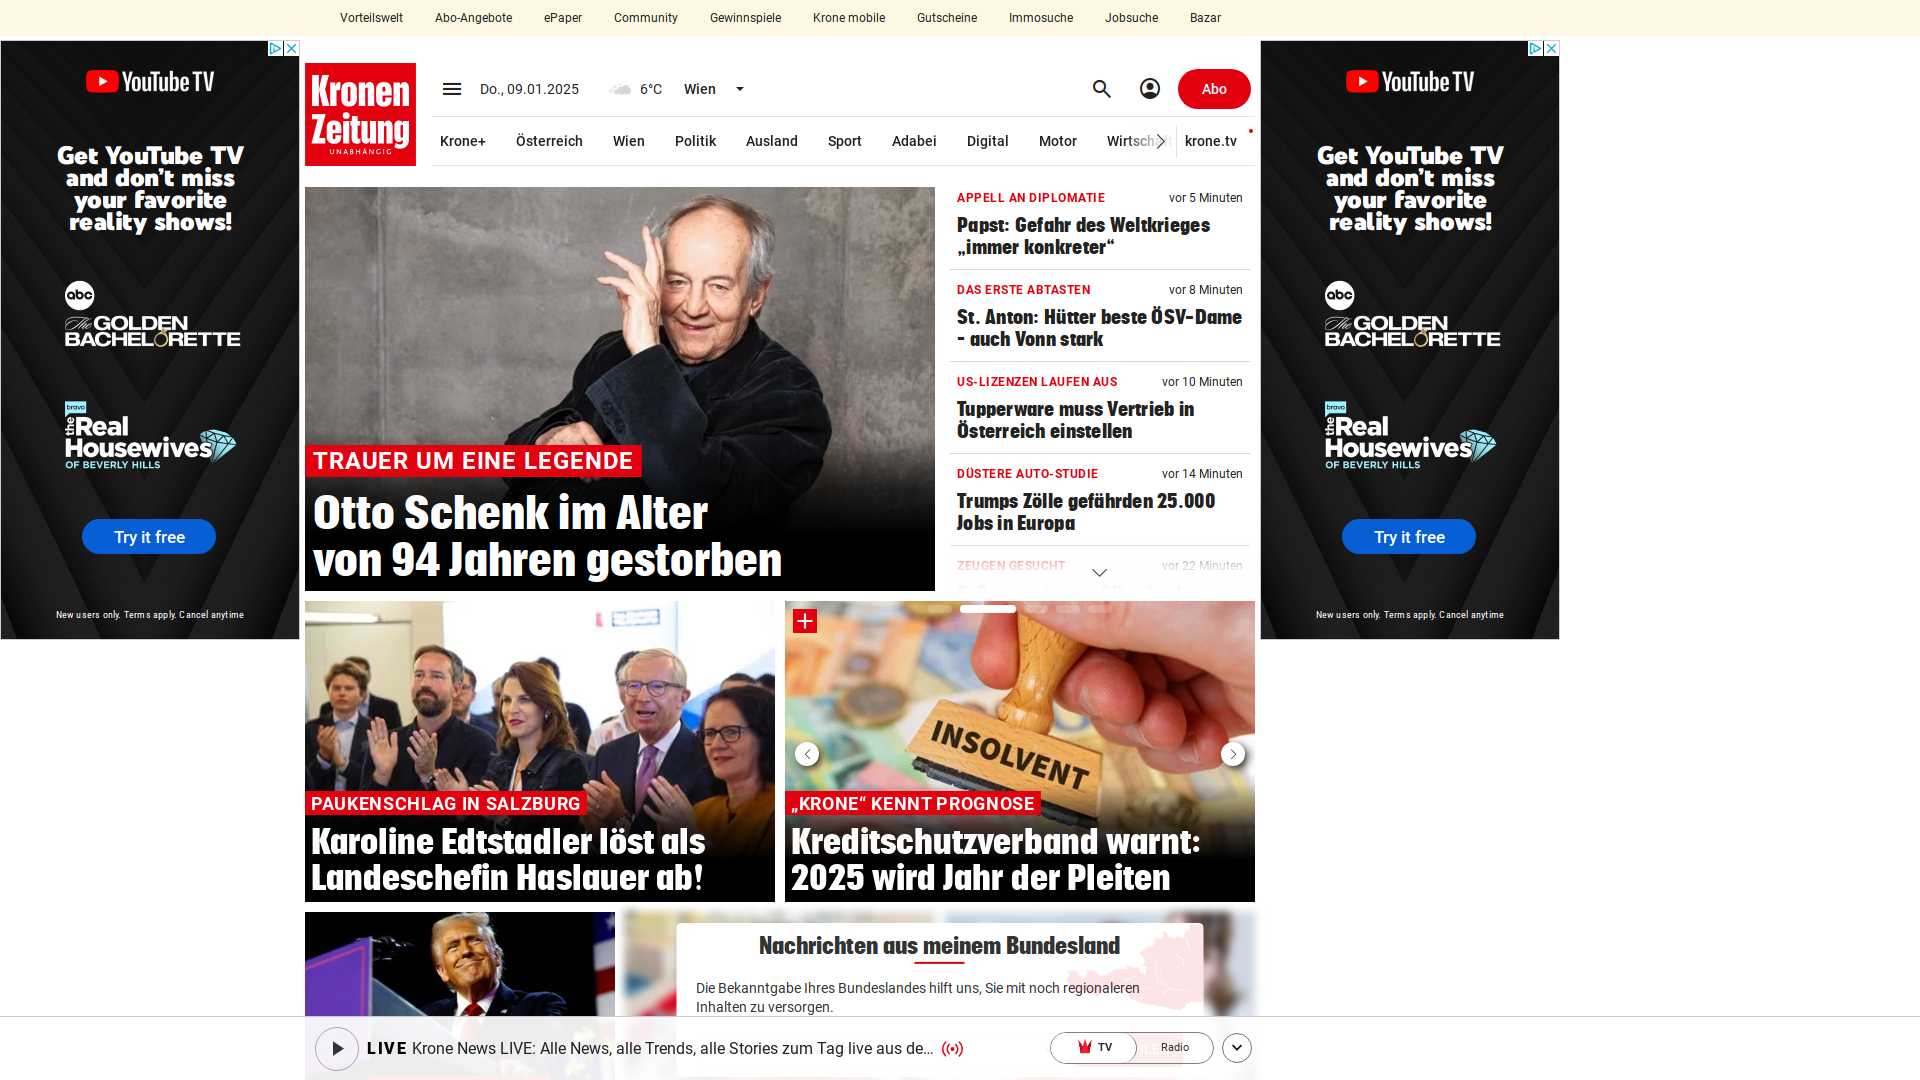 Vorteilswelt Abo-Angebote ePaper Community Gewinnspiele Krone mobile Gutscheine Immosuche Jobsuche Bazar
Kronen
Zeitung
UNABHÄNGIG
Do., 09.01.2025 6°C Wien Abo
Krone+ Österreich Wien Politik Ausland Sport Adabei Digital Motor Wirtschaft krone.tv
YouTube TV
Get YouTube TV
and don't miss
your favorite
reality shows!
abc
The GOLDEN
BACHELORETTE
bravo
the Real
Housewives
OF BEVERLY HILLS
Try it free
New users only. Terms apply. Cancel anytime
TRAUER UM EINE LEGENDE
Otto Schenk im Alter
von 94 Jahren gestorben
APPELL AN DIPLOMATIE vor 5 Minuten
Papst: Gefahr des Weltkrieges
„immer konkreter“
DAS ERSTE ABTASTEN vor 8 Minuten
St. Anton: Hütter beste ÖSV-Dame
- auch Vonn stark
US-LIZENZEN LAUFEN AUS vor 10 Minuten
Tupperware muss Vertrieb in
Österreich einstellen
DÜSTERE AUTO-STUDIE vor 14 Minuten
Trumps Zölle gefährden 25.000
Jobs in Europa
ZEUGEN GESUCHT vor 22 Minuten
YouTube TV
Get YouTube TV
and don't miss
your favorite
reality shows!
abc
The GOLDEN
BACHELORETTE
bravo
the Real
Housewives
OF BEVERLY HILLS
Try it free
New users only. Terms apply. Cancel anytime
PAUKENSCHLAG IN SALZBURG
Karoline Edtstadler löst als
Landeschefin Haslauer ab!
INSOLVENT
„KRONE“ KENNT PROGNOSE
Kreditschutzverband warnt:
2025 wird Jahr der Pleiten
Nachrichten aus meinem Bundesland
Die Bekanntgabe Ihres Bundeslandes hilft uns, Sie mit noch regionaleren
Inhalten zu versorgen.
LIVE Krone News LIVE: Alle News, alle Trends, alle Stories zum Tag live aus de... TV Radio